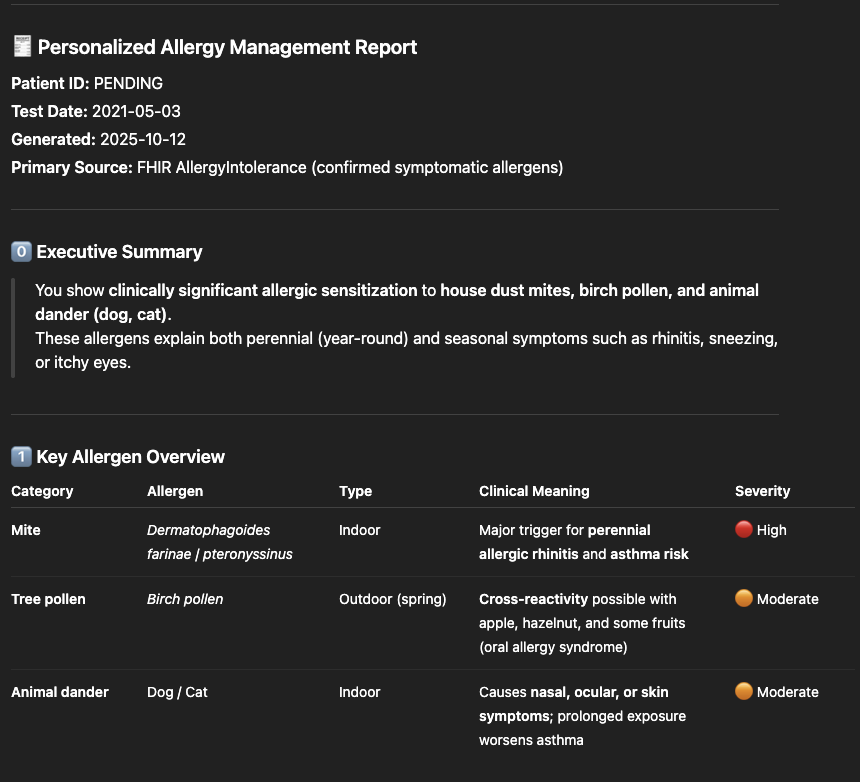 Personalized Allergy Management Report
Patient ID: PENDING
Test Date: 2021-05-03
Generated: 2025-10-12
Primary Source: FHIR AllergyIntolerance (confirmed symptomatic allergens)
0 Executive Summary
You show clinically significant allergic sensitization to house dust mites, birch pollen, and animal
dander (dog, cat).
These allergens explain both perennial (year-round) and seasonal symptoms such as rhinitis, sneezing,
or itchy eyes.
1 Key Allergen Overview
Category Allergen Type Clinical Meaning Severity
Mite Dermatophagoides Indoor Major trigger for perennial High
farinae / pteronyssinus allergic rhinitis and asthma risk
Tree pollen Birch pollen Outdoor (spring) Cross-reactivity possible with Moderate
apple, hazelnut, and some fruits
(oral allergy syndrome)
Animal dander Dog / Cat Indoor Causes nasal, ocular, or skin Moderate
symptoms; prolonged exposure
worsens asthma